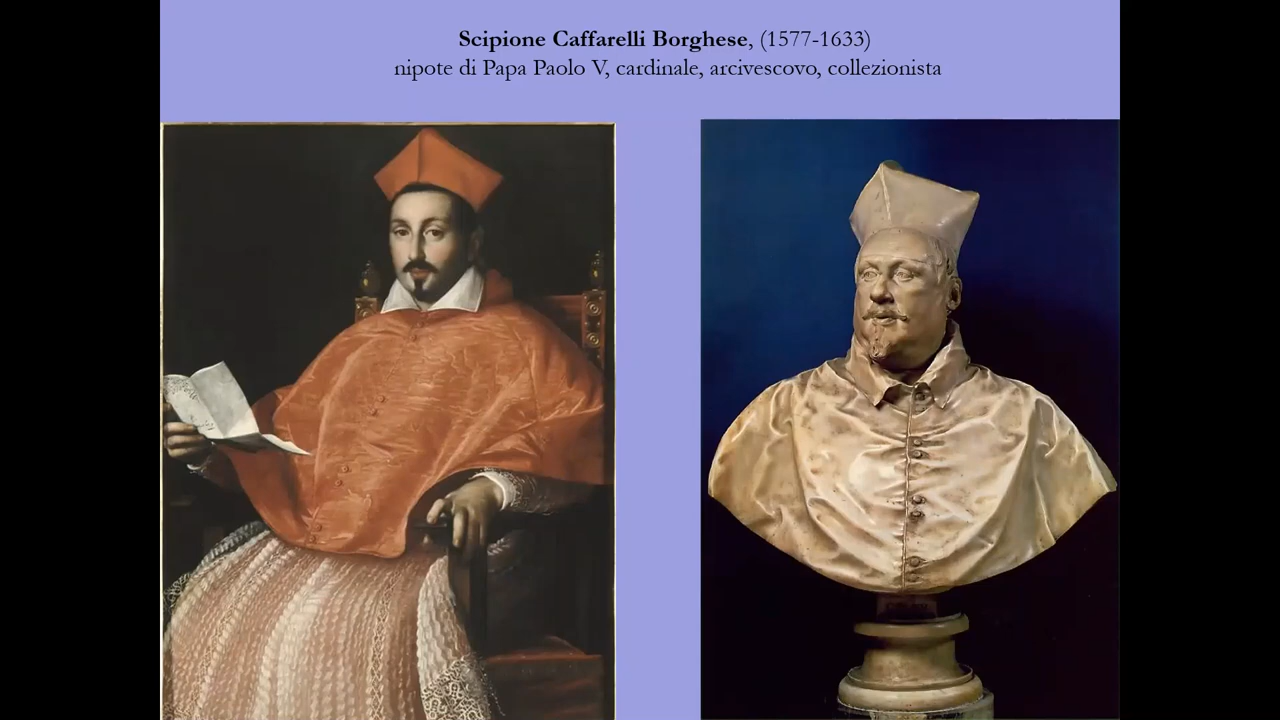 Scipione Caffarelli Borghese, (1577-1633)
nipote di Papa Paolo V, cardinale, arcivescovo, collezionista